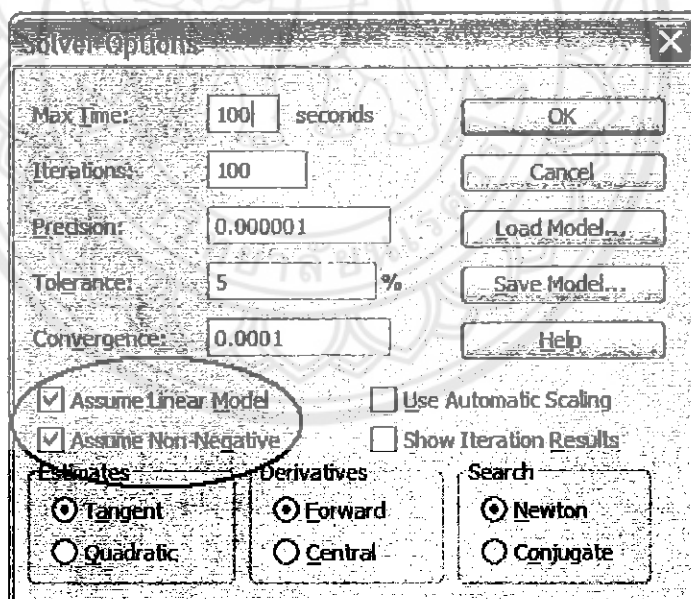 Solver Options
Max Time: 100 seconds OK
Iterations: 100 Cancel
Precision: 0.000001 Load Model...
Tolerance: 5 % Save Model...
Convergence: 0.0001 Help
Assume Linear Model Use Automatic Scaling
Assume Non-Negative Show Iteration Results
Estimates Derivatives Search
Tangent Forward Newton
Quadratic Central Conjugate